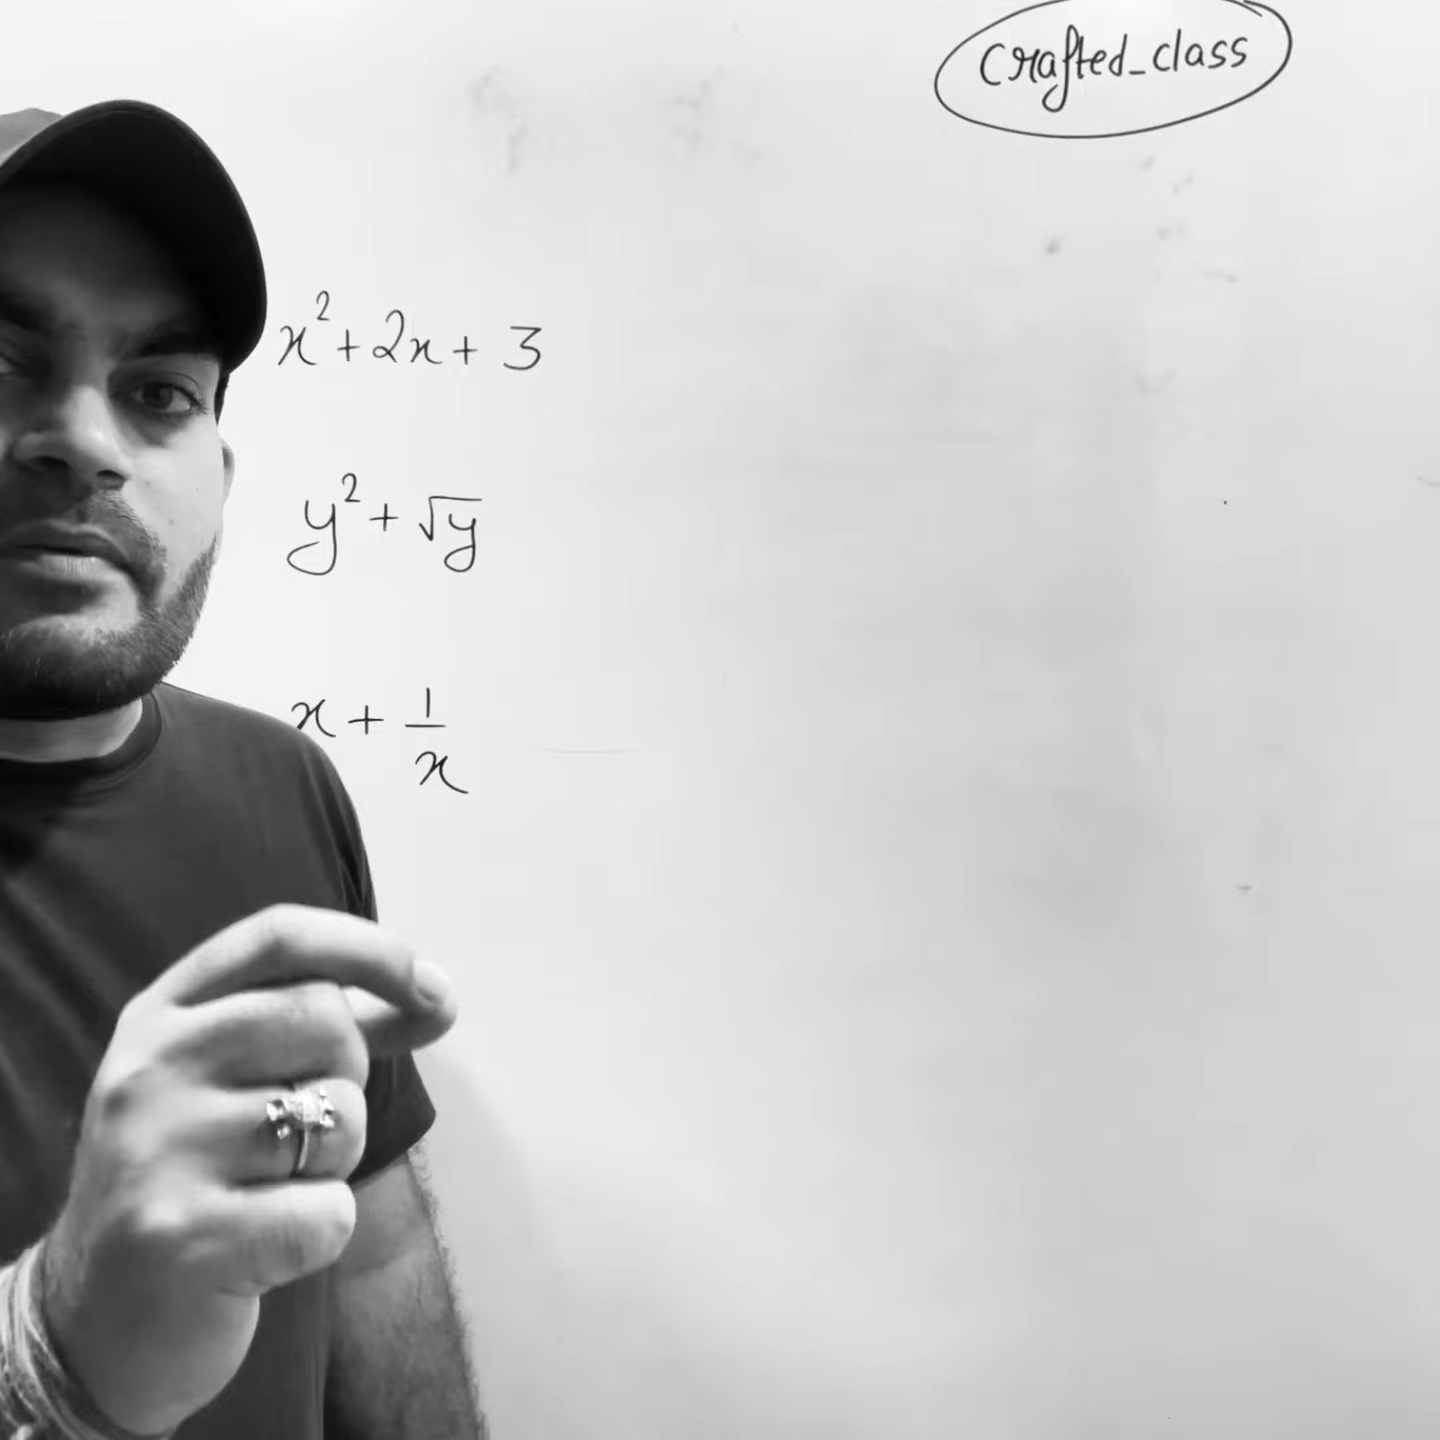 Crafted_class
x² + 2x + 3
y² + √y
x + 1/x